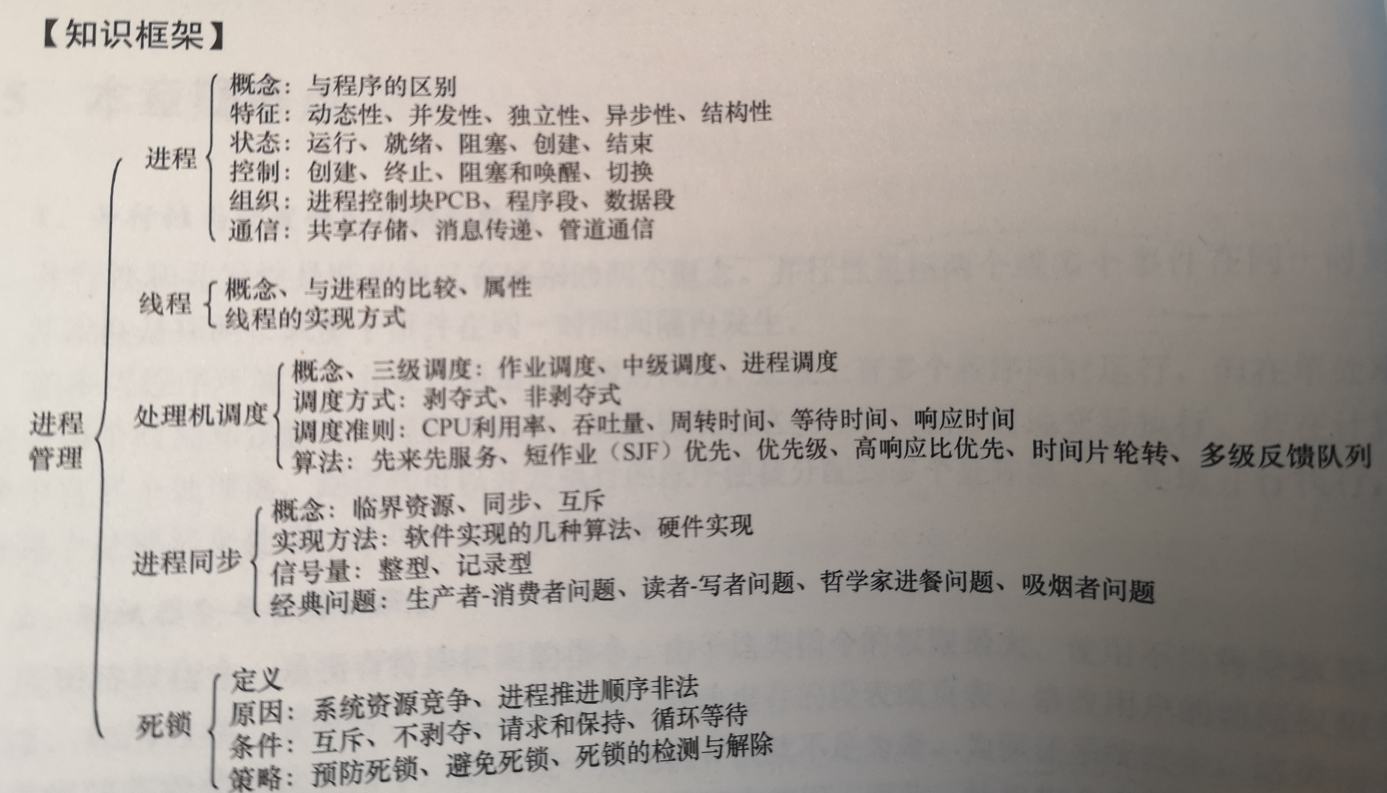 【知识框架】
概念：与程序的区别
特征：动态性、并发性、独立性、异步性、结构性
进程
状态：运行、就绪、阻塞、创建、结束
控制：创建、终止、阻塞和唤醒、切换
组织：进程控制块PCB、程序段、数据段
通信：共享存储、消息传递、管道通信
线程
概念、与进程的比较、属性
线程的实现方式
进程
管理
处理机调度
概念、三级调度：作业调度、中级调度、进程调度
调度方式：剥夺式、非剥夺式
调度准则：CPU利用率、吞吐量、周转时间、等待时间、响应时间
算法：先来先服务、短作业（SJF）优先、优先级、高响应比优先、时间片轮转、多级反馈队列
进程同步
概念：临界资源、同步、互斥
实现方法：软件实现的几种算法、硬件实现
信号量：整型、记录型
经典问题：生产者-消费者问题、读者-写者问题、哲学家进餐问题、吸烟者问题
死锁
定义
原因：系统资源竞争、进程推进顺序非法
条件：互斥、不剥夺、请求和保持、循环等待
策略：预防死锁、避免死锁、死锁的检测与解除